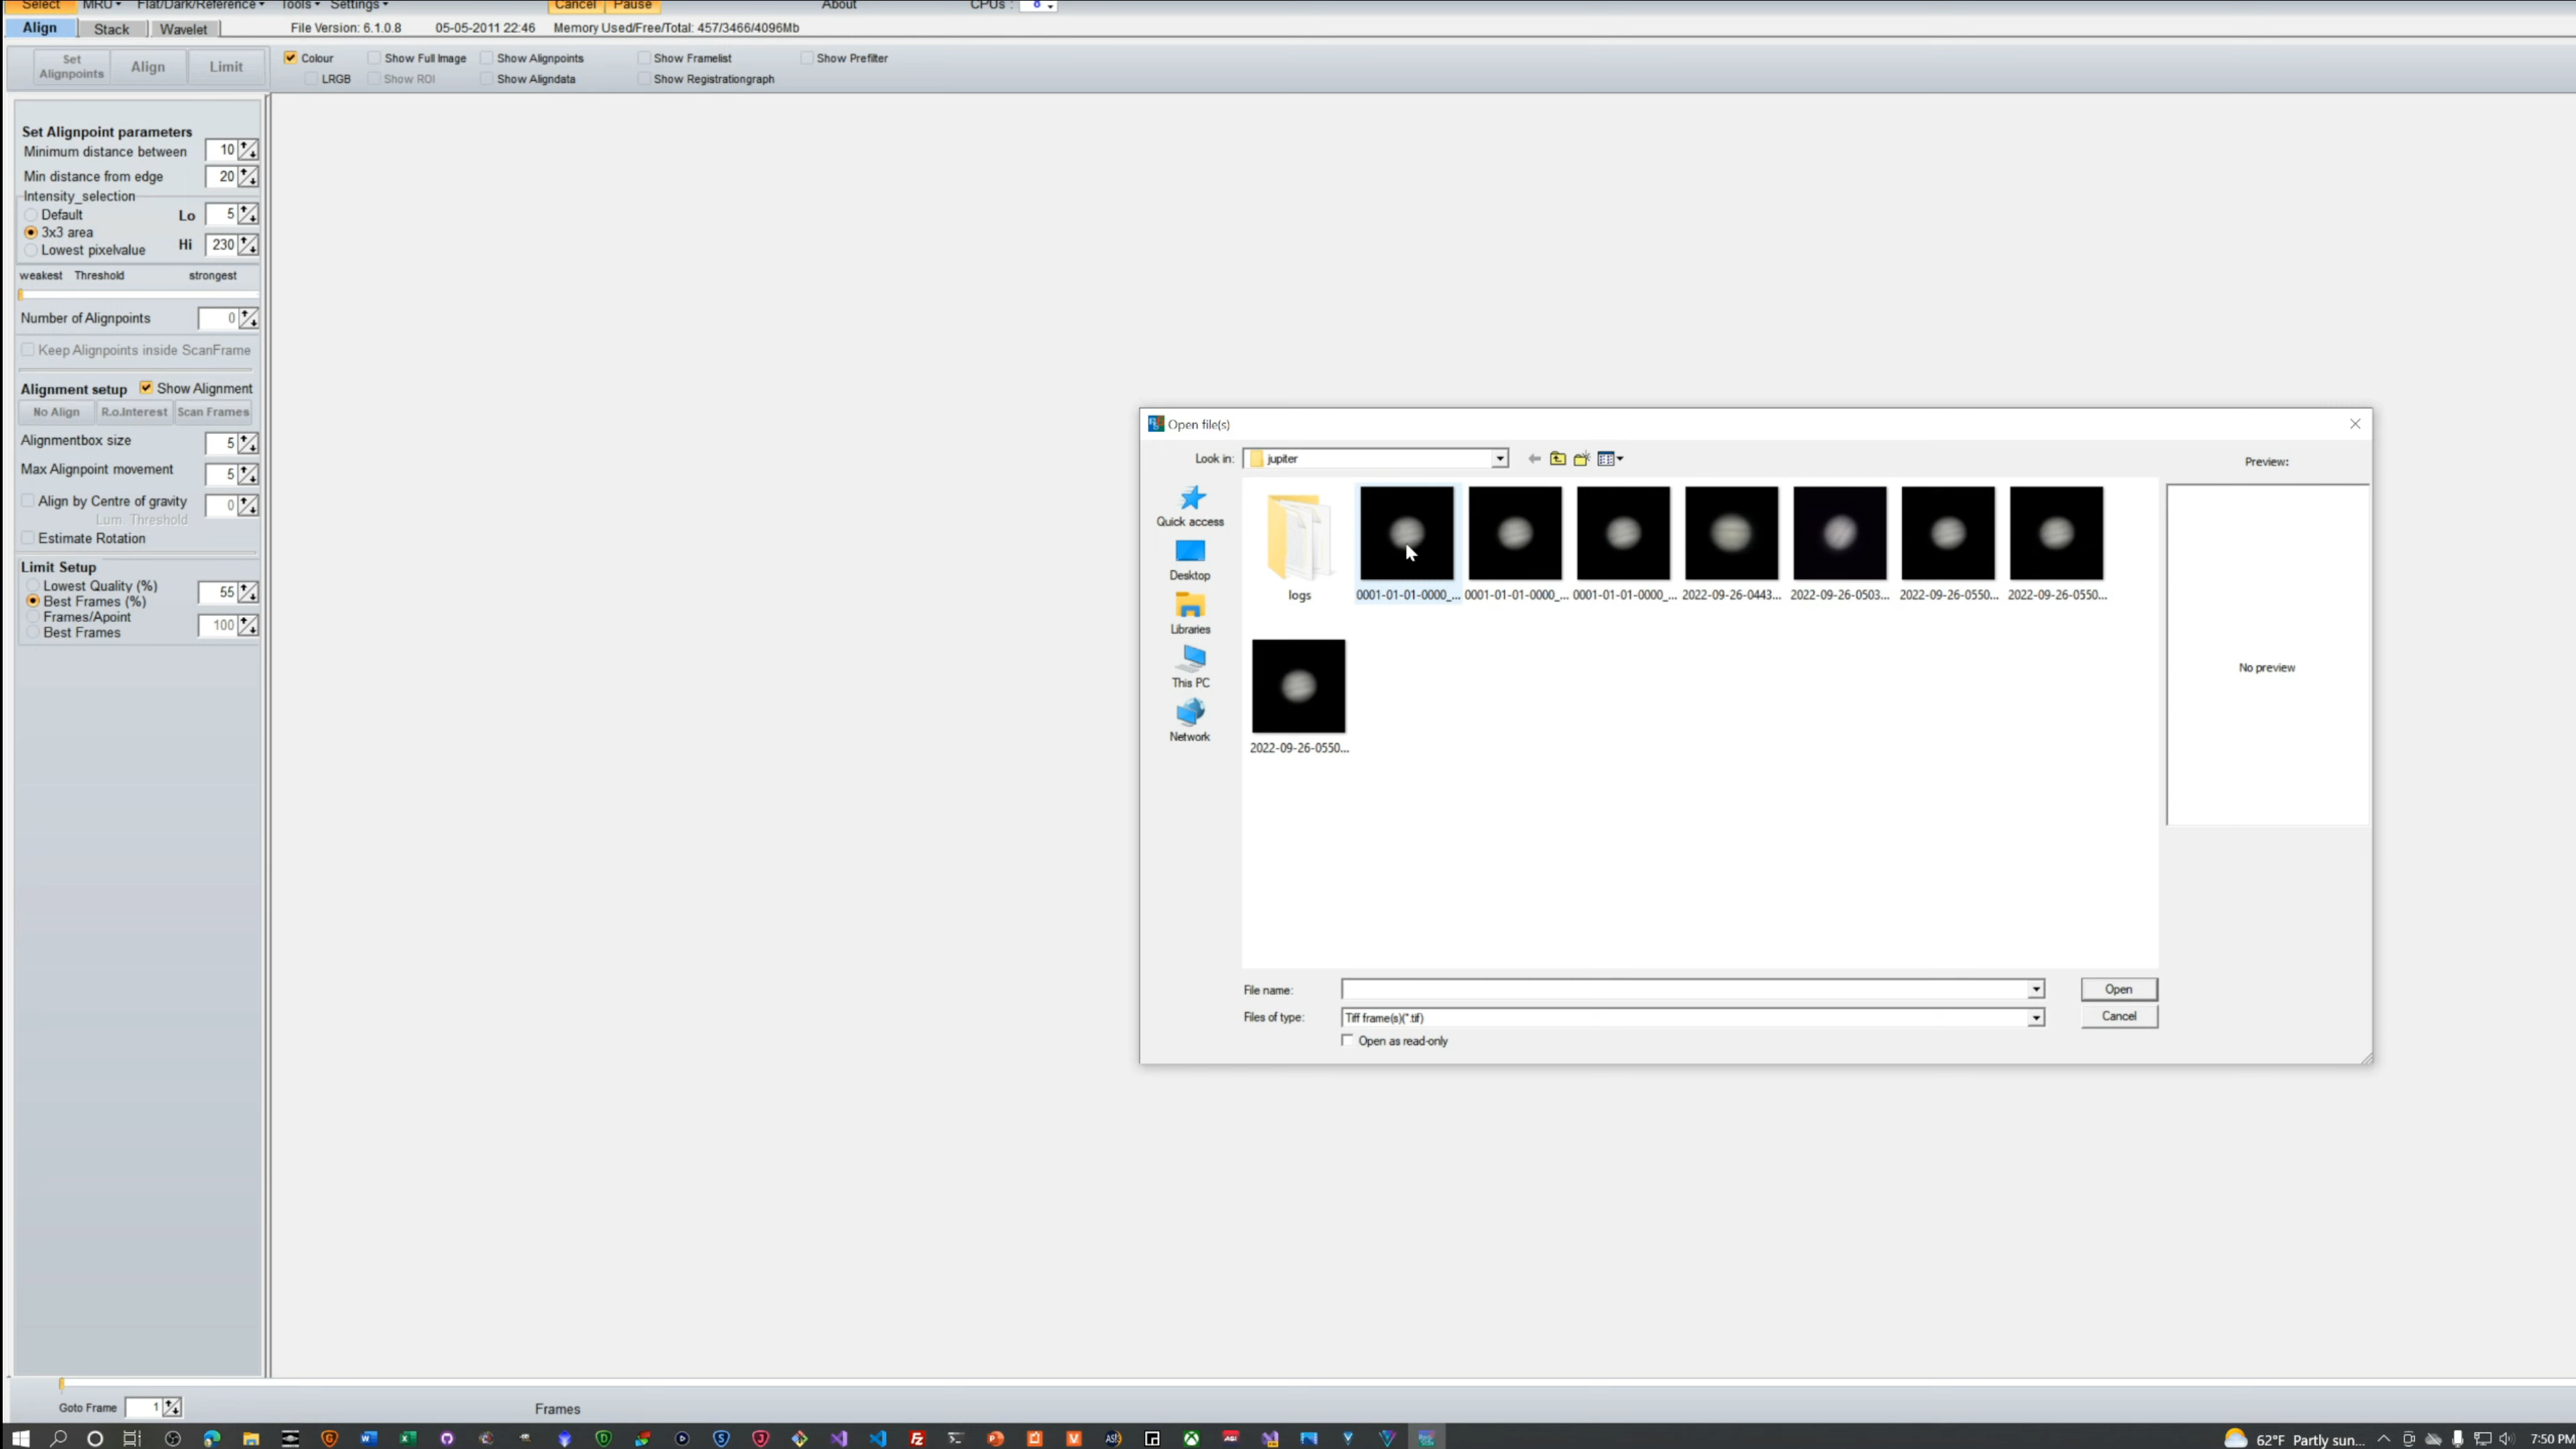 Select MRU Flat/Dark/Reference Tools Settings Cancel Pause About CPUs : 8
Align Stack Wavelet File Version: 6.1.0.8 05-05-2011 22:46 Memory Used/Free/Total: 457/3466/4096Mb
Set Alignpoints Align Limit
Colour Show Full Image Show Alignpoints Show Framelist Show Prefilter
LRGB Show ROI Show Aligndata Show Registrationgraph
Set Alignpoint parameters
Minimum distance between 10
Min distance from edge 20
Intensity_selection
Default Lo 5
3x3 area
Lowest pixelvalue Hi 230
weakest Threshold strongest
Number of Alignpoints 0
Keep Alignpoints inside ScanFrame
Alignment setup Show Alignment
No Align R.o.Interest Scan Frames
Alignmentbox size 5
Max Alignpoint movement 5
Align by Centre of gravity 0
Lum. Threshold
Estimate Rotation
Limit Setup
Lowest Quality (%) 55
Best Frames (%)
Frames/Apoint 100
Best Frames
Open file(s)
Look in: jupiter
Preview:
Quick access
Desktop
Libraries
This PC
Network
logs
0001-01-01-0000_...
0001-01-01-0000_...
0001-01-01-0000_...
2022-09-26-0443...
2022-09-26-0503...
2022-09-26-0550...
2022-09-26-0550...
2022-09-26-0550...
No preview
File name: Open
Files of type: Tiff frame(s)(*.tif) Cancel
Open as read-only
Goto Frame 1 Frames
62°F Partly sun... 7:50 PM